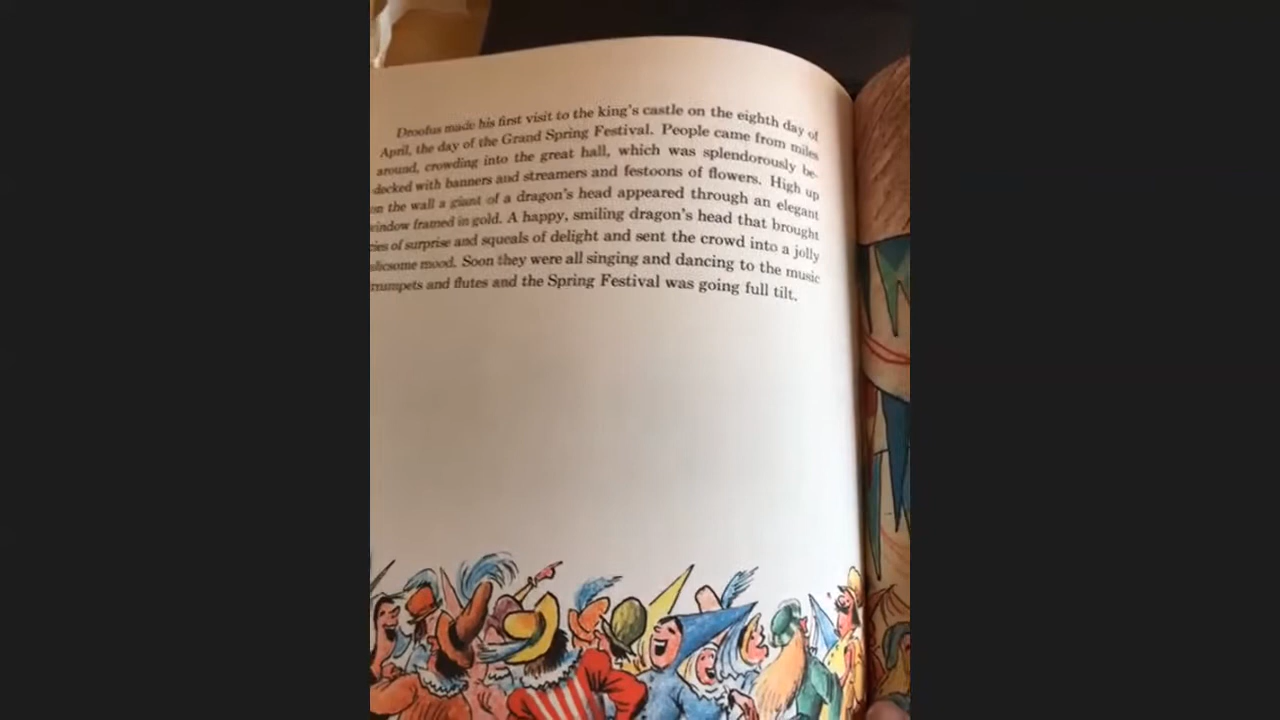 Droofus made his first visit to the king's castle on the eighth day of
April, the day of the Grand Spring Festival. People came from miles
around, crowding into the great hall, which was splendorously be-
decked with banners and streamers and festoons of flowers. High up
on the wall a giant of a dragon's head appeared through an elegant
window framed in gold. A happy, smiling dragon's head that brought
cries of surprise and squeals of delight and sent the crowd into a jolly
mood. Soon they were all singing and dancing to the music
trumpets and flutes and the Spring Festival was going full tilt.